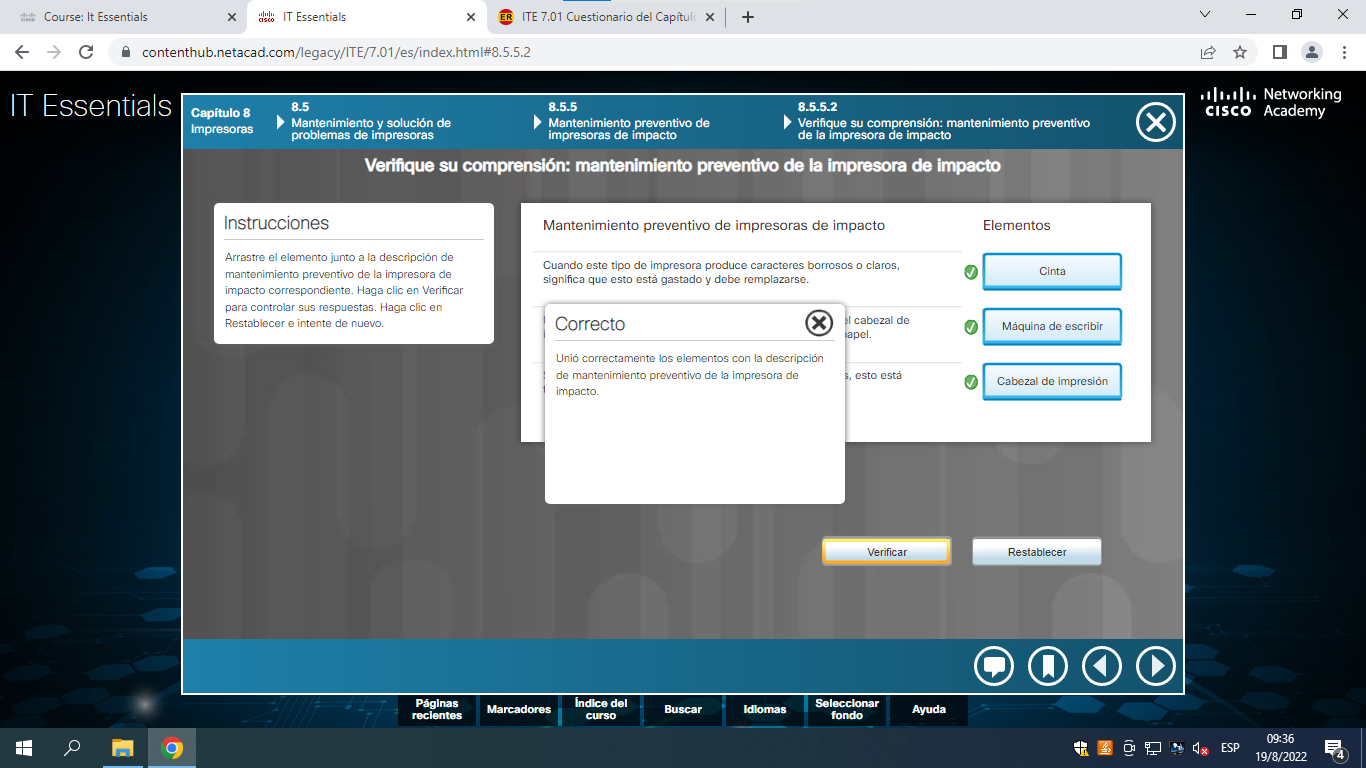 Course: It Essentials
IT Essentials
ITE 7.01 Cuestionario del Capítulo
contenthub.netacad.com/legacy/ITE/7.01/es/index.html#8.5.5.2
IT Essentials
Capítulo 8
Impresoras
8.5
Mantenimiento y solución de
problemas de impresoras
8.5.5
Mantenimiento preventivo de
impresoras de impacto
8.5.5.2
Verifique su comprensión: mantenimiento preventivo
de la impresora de impacto
CISCO
Networking
Academy
Verifique su comprensión: mantenimiento preventivo de la impresora de impacto
Instrucciones
Arrastre el elemento junto a la descripción de
mantenimiento preventivo de la impresora de
impacto correspondiente. Haga clic en Verificar
para controlar sus respuestas. Haga clic en
Restablecer e intente de nuevo.
Mantenimiento preventivo de impresoras de impacto
Elementos
Cuando este tipo de impresora produce caracteres borrosos o claros,
significa que esto está gastado y debe remplazarse.
Cinta
el cabezal de
papel.
Máquina de escribir
s, esto está
Cabezal de impresión
Correcto
Unió correctamente los elementos con la descripción
de mantenimiento preventivo de la impresora de
impacto.
Verificar
Restablecer
Páginas
recientes
Marcadores
Índice del
curso
Buscar
Idiomas
Seleccionar
fondo
Ayuda
ESP
09:36
19/8/2022
4